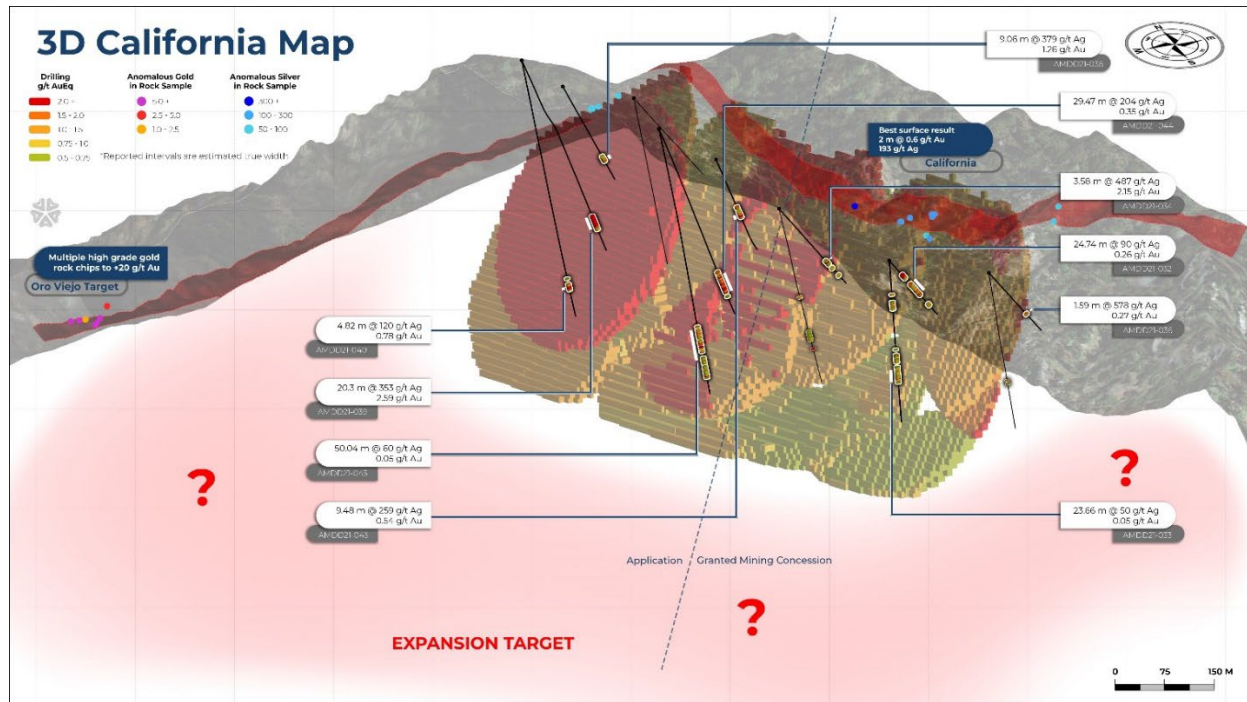 3D California Map
Drilling
g/t AuEq
2.0 +
1.5 - 2.0
1.0 - 1.5
0.75 - 1.0
0.5 - 0.75
Anomalous Gold
in Rock Sample
5.0 +
2.5 - 5.0
1.0 - 2.5
Anomalous Silver
in Rock Sample
300 +
100 - 300
50 - 100
*Reported intervals are estimated true width
9.06 m @ 379 g/t Ag
1.26 g/t Au
N
E
S
W
29.47 m @ 204 g/t Ag
0.35 g/t Au
AMDD21-044
Best surface result
2 m @ 0.6 g/t Au
193 g/t Ag
California
3.58 m @ 487 g/t Ag
2.15 g/t Au
AMDD21-034
24.74 m @ 90 g/t Ag
0.26 g/t Au
AMDD21-032
1.59 m @ 578 g/t Ag
0.27 g/t Au
AMDD21-036
Multiple high grade gold
rock chips to +20 g/t Au
Oro Viejo Target
4.82 m @ 120 g/t Ag
0.78 g/t Au
AMDD21-040
20.3 m @ 353 g/t Ag
2.59 g/t Au
AMDD21-039
50.04 m @ 60 g/t Ag
0.05 g/t Au
AMDD21-043
9.48 m @ 259 g/t Ag
0.54 g/t Au
23.66 m @ 50 g/t Ag
0.05 g/t Au
AMDD21-033
?
?
?
Application
Granted Mining Concession
EXPANSION TARGET
0 75 150 M